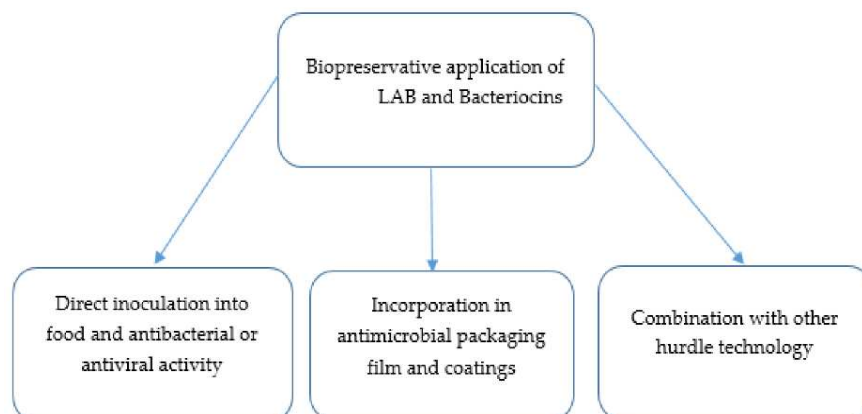 Biopreservative application of
LAB and Bacteriocins
Direct inoculation into
food and antibacterial or
antiviral activity
Incorporation in
antimicrobial packaging
film and coatings
Combination with other
hurdle technology